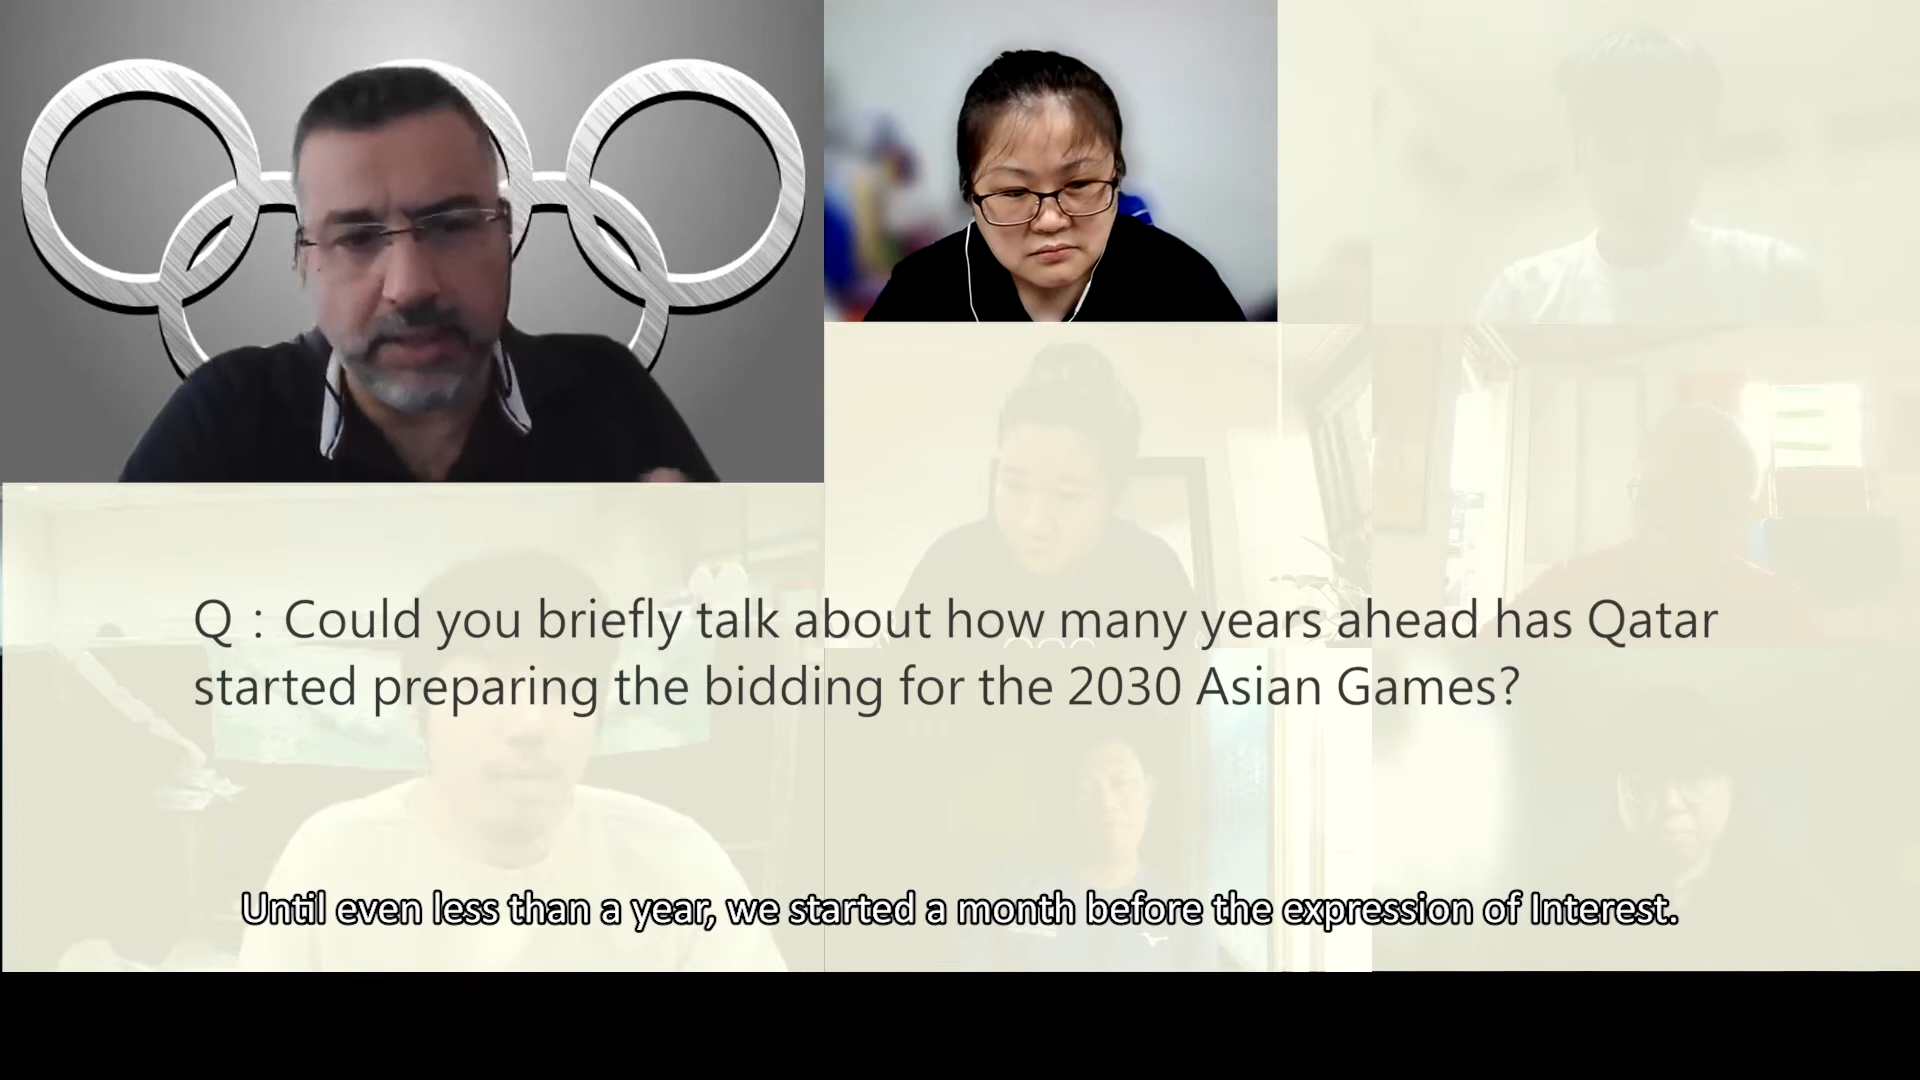 Q : Could you briefly talk about how many years ahead has Qatar
started preparing the bidding for the 2030 Asian Games?
Until even less than a year, we started a month before the expression of Interest.